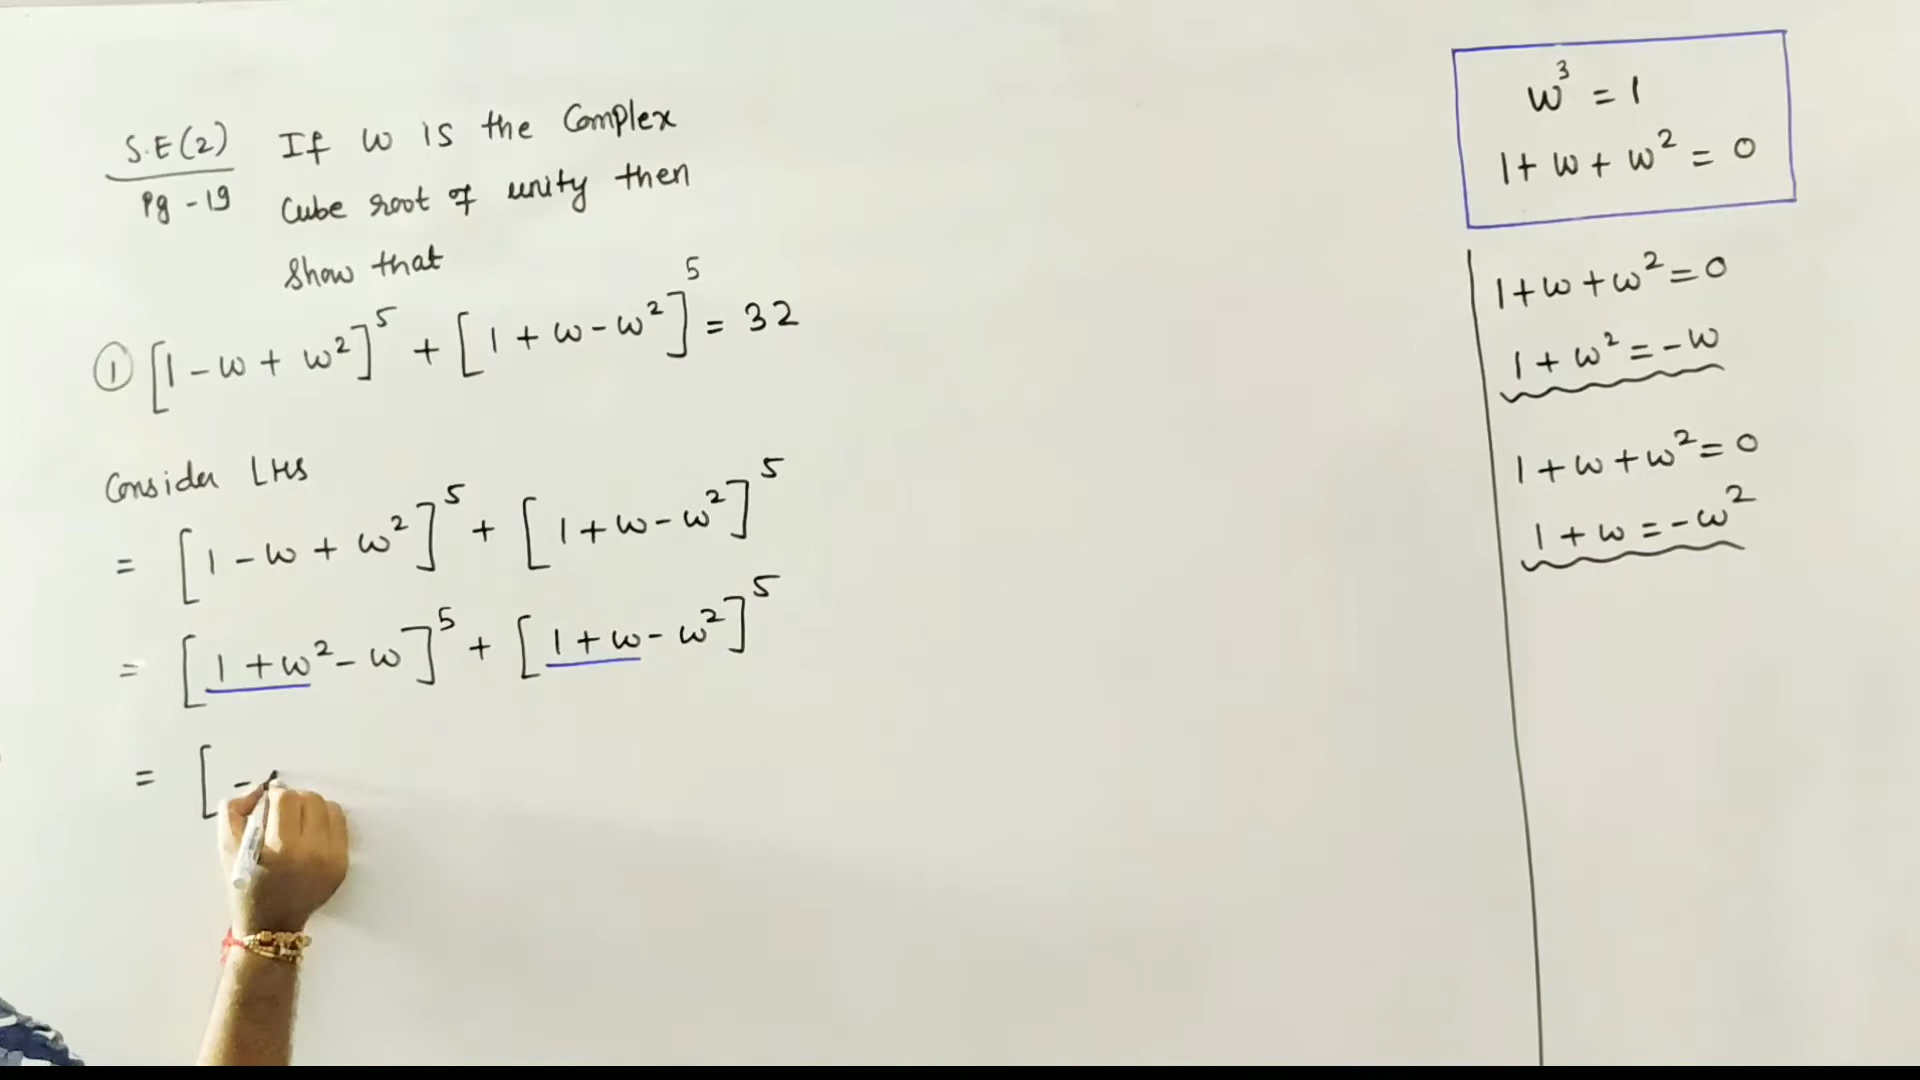 S.E(2) If ω is the Complex
Pg - 19 Cube root of unity then
Show that
① [1 - ω + ω²]⁵ + [1 + ω - ω²]⁵ = 32
Consider LHS
= [1 - ω + ω²]⁵ + [1 + ω - ω²]⁵
= [1 + ω² - ω]⁵ + [1 + ω - ω²]⁵
= [ -
ω³ = 1
1 + ω + ω² = 0
1 + ω + ω² = 0
1 + ω² = - ω
1 + ω + ω² = 0
1 + ω = - ω²